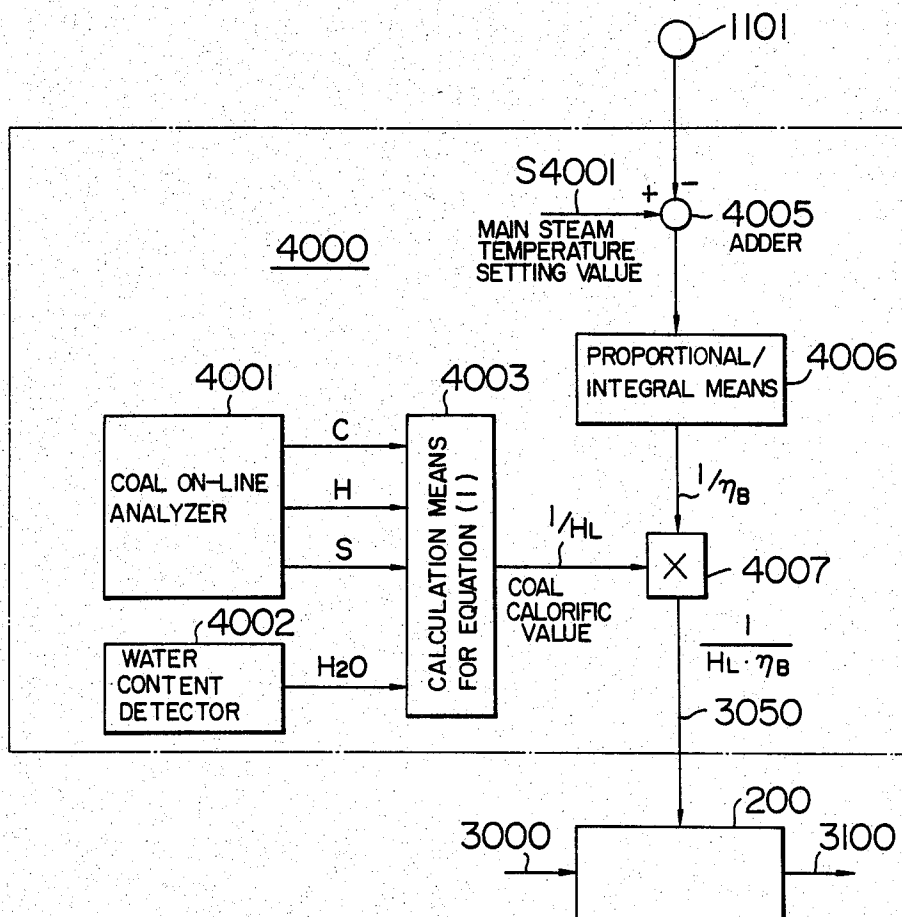 1101
S4001
+
−
4005
ADDER
MAIN STEAM
TEMPERATURE
SETTING VALUE
4000
PROPORTIONAL/
INTEGRAL MEANS
4006
4001
4003
COAL ON-LINE
ANALYZER
C
H
S
CALCULATION MEANS
FOR EQUATION (1)
1/ηB
1/HL
COAL
CALORIFIC
VALUE
×
4007
4002
WATER
CONTENT
DETECTOR
H2O
1
HL · ηB
3050
200
3000
3100